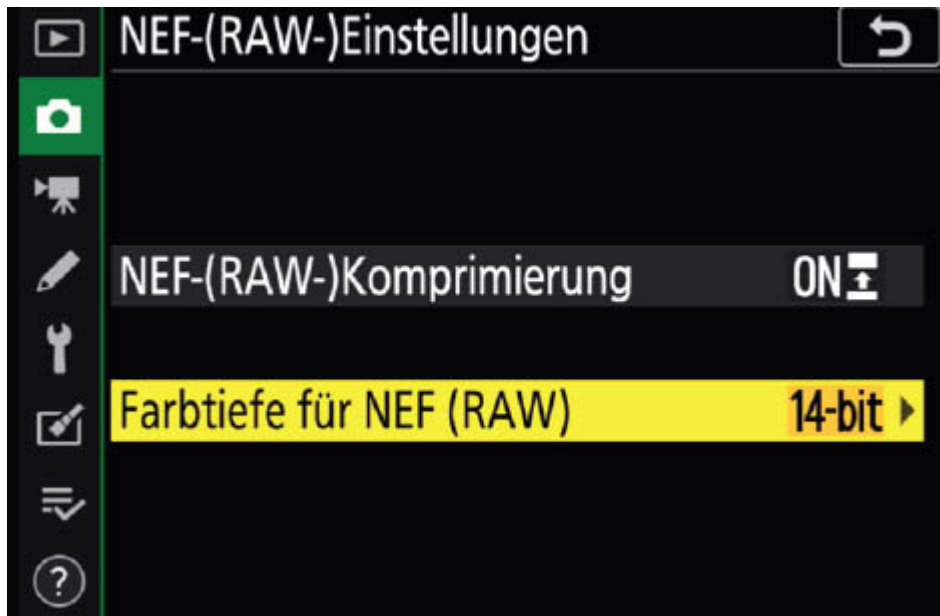 NEF-(RAW-)Einstellungen
NEF-(RAW-)Komprimierung ON
Farbtiefe für NEF (RAW) 14-bit
?